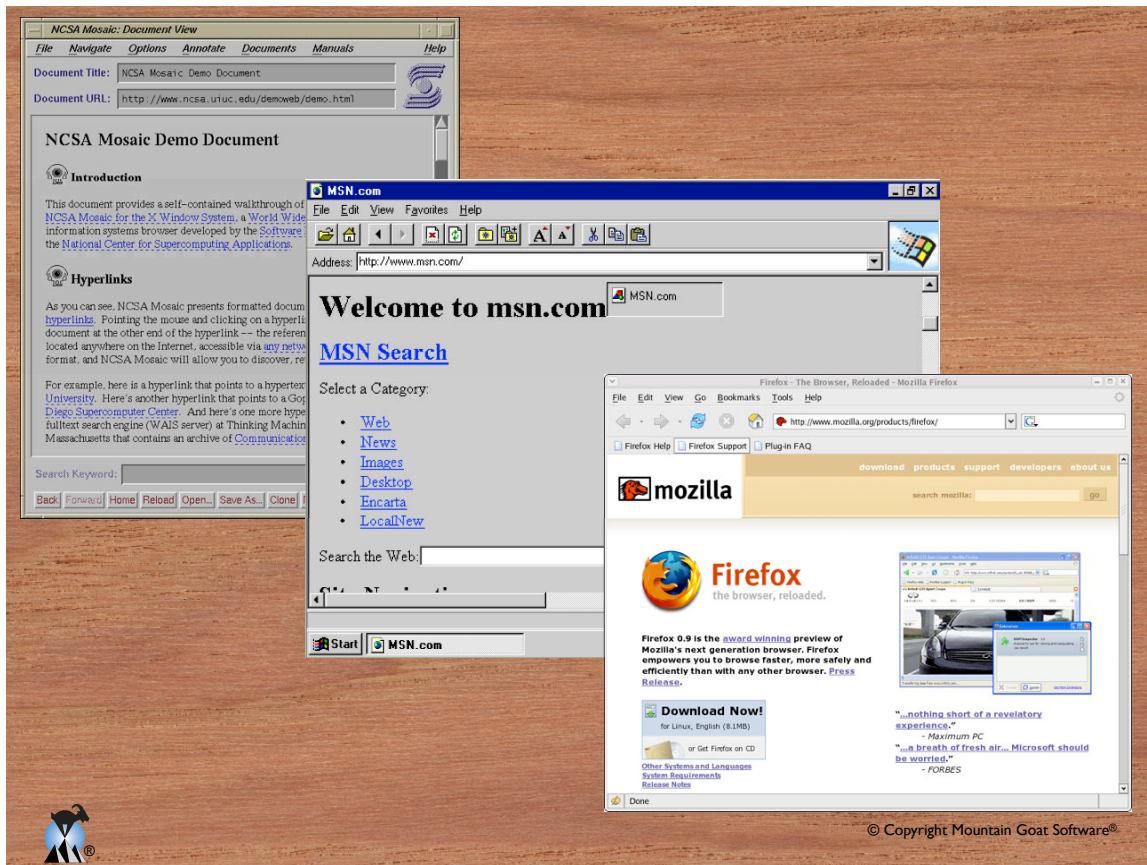 NCSA Mosaic: Document View
File Navigate Options Annotate Documents Manuals Help
Document Title: NCSA Mosaic Demo Document
Document URL: http://www.ncsa.uiuc.edu/demoweb/demo.html
NCSA Mosaic Demo Document
Introduction
This document provides a self-contained walkthrough of
NCSA Mosaic for the X Window System, a World Wide
information systems browser developed by the Software
the National Center for Supercomputing Applications.
Hyperlinks
As you can see, NCSA Mosaic presents formatted docum
hyperlinks. Pointing the mouse and clicking on a hyperli
document at the other end of the hyperlink -- the referen
located anywhere on the Internet, accessible via any netw
format, and NCSA Mosaic will allow you to discover, re
For example, here is a hyperlink that points to a hypertex
University. Here's another hyperlink that points to a Gop
Diego Supercomputer Center. And here's one more hype
fulltext search engine (WAIS server) at Thinking Machin
Massachusetts that contains an archive of Communication
Search Keyword:
Back Forward Home Reload Open... Save As... Clone
MSN.com
File Edit View Favorites Help
Address: http://www.msn.com/
Welcome to msn.com MSN.com
MSN Search
Select a Category:
• Web
• News
• Images
• Desktop
• Encarta
• LocalNew
Search the Web:
Start MSN.com
Firefox - The Browser, Reloaded - Mozilla Firefox
File Edit View Go Bookmarks Tools Help
http://www.mozilla.org/products/firefox/
Firefox Help Firefox Support Plug-in FAQ
download products support developers about us
mozilla
search mozilla: go
Firefox
the browser, reloaded.
Firefox 0.9 is the award winning preview of
Mozilla's next generation browser. Firefox
empowers you to browse faster, more safely and
efficiently than with any other browser. Press
Release.
Download Now!
for Linux, English (8.1MB)
or Get Firefox on CD
Other Systems and Languages
System Requirements
Release Notes
"...nothing short of a revelatory
experience."
- Maximum PC
"...a breath of fresh air... Microsoft should
be worried."
- FORBES
Done
®
© Copyright Mountain Goat Software®